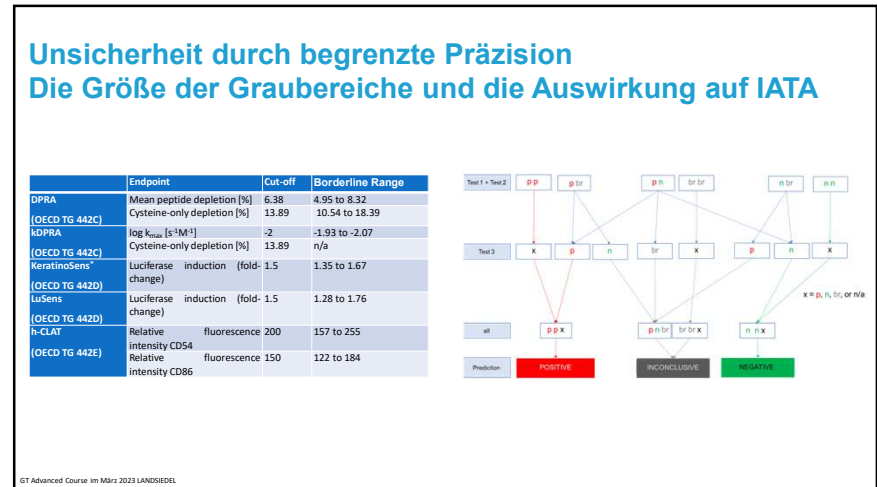 Unsicherheit durch begrenzte Präzision
Die Größe der Graubereiche und die Auswirkung auf IATA
Endpoint Cut-off Borderline Range
DPRA Mean peptide depletion [%] 6.38 4.95 to 8.32
(OECD TG 442C) Cysteine-only depletion [%] 13.89 10.54 to 18.39
kDPRA log kmax [s-1M-1] -2 -1.93 to -2.07
(OECD TG 442C) Cysteine-only depletion [%] 13.89 n/a
KeratinoSens* Luciferase induction (fold- 1.5 1.35 to 1.67
(OECD TG 442D) change)
LuSens Luciferase induction (fold- 1.5 1.28 to 1.76
(OECD TG 442D) change)
h-CLAT Relative fluorescence 200 157 to 255
(OECD TG 442E) intensity CD54
Relative fluorescence 150 122 to 184
intensity CD86
Test 1 + Test 2 p p p br p n br br n br n n
Test 3 x p n br x p n x
x = p, n, br, or n/a
all p p x p n br br br x n n x
Prediction POSITIVE INCONCLUSIVE NEGATIVE
GT Advanced Course im März 2023 LANDSIEDEL